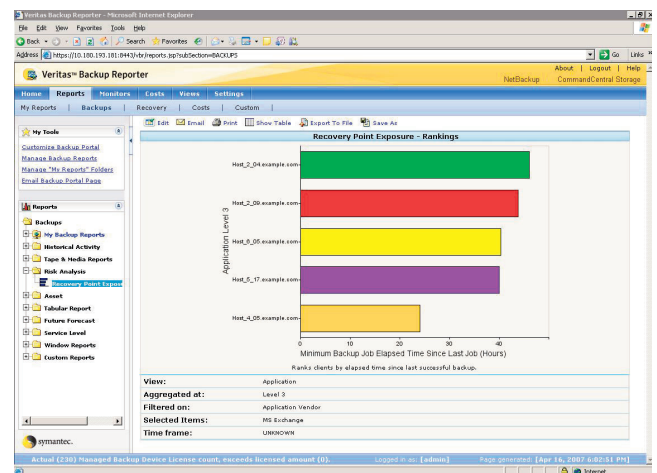 Veritas Backup Reporter - Microsoft Internet Explorer
File Edit View Favorites Tools Help
Back Search Favorites
Address https://10.180.193.181:8443/vbr/reports.jsp?subSection=BACKUPS Go Links
About | Logout | Help
Veritas™ Backup Reporter
NetBackup CommandCentral Storage
Home Reports Monitors Costs Views Settings
My Reports | Backups | Recovery | Costs | Custom |
My Tools
Customize Backup Portal
Manage Backup Reports
Manage "My Reports" Folders
Email Backup Portal Page
Reports
Backups
My Backup Reports
Historical Activity
Tape & Media Reports
Risk Analysis
Recovery Point Expos
Asset
Tabular Report
Future Forecast
Service Level
Window Reports
Custom Reports
symantec.
Edit Email Print Show Table Export To File Save As
Recovery Point Exposure - Rankings
Application Level 3
Host_2_04.example.com
Host_2_09.example.com
Host_6_05.example.com
Host_5_17.example.com
Host_4_05.example.com
0 10 20 30 40
Minimum Backup Job Elapsed Time Since Last Job (Hours)
Ranks clients by elapsed time since last successful backup.
View: Application
Aggregated at: Level 3
Filtered on: Application Vendor
Selected Items: MS Exchange
Time frame: UNKNOWN
Actual (230) Managed Backup Device License count, exceeds licensed amount (0). Logged in as: [admin] Page generated: [Apr 16, 2007 6:02:51 PM]
Internet